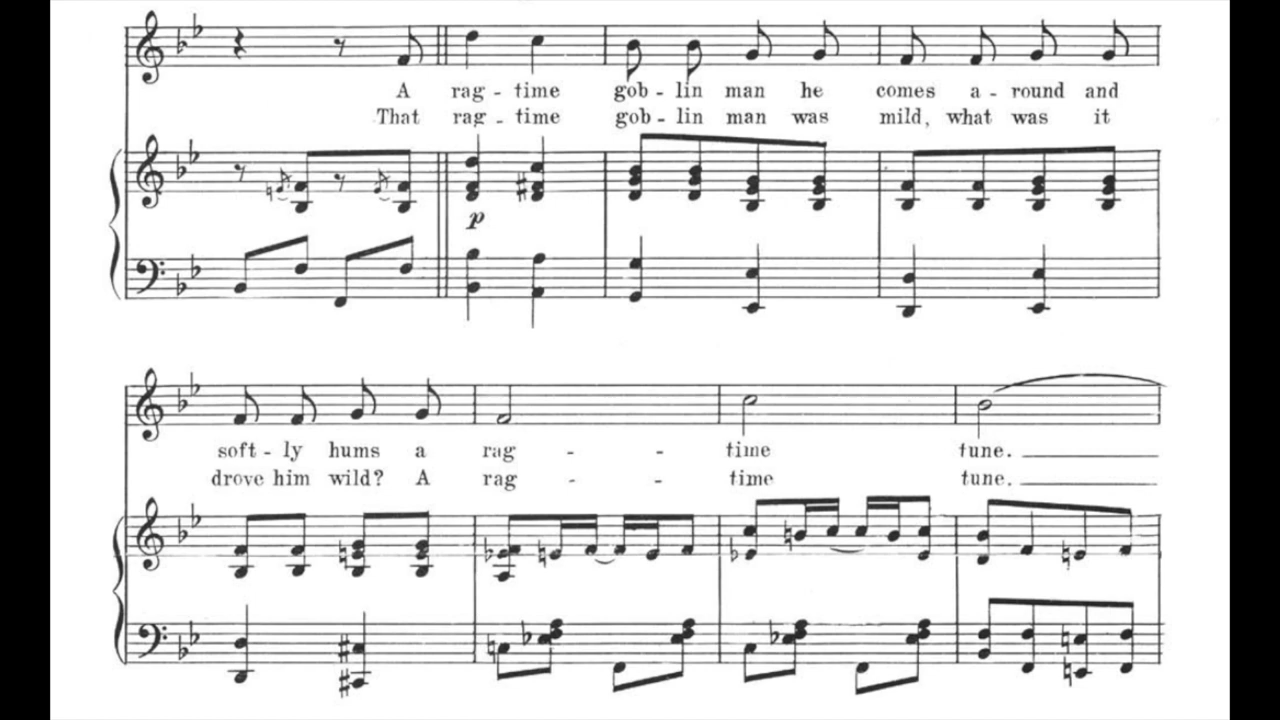 A rag - time gob - lin man he comes a - round and
That rag - time gob - lin man was mild, what was it
p
soft - ly hums a rag - - time tune.
drove him wild? A rag - - time tune.